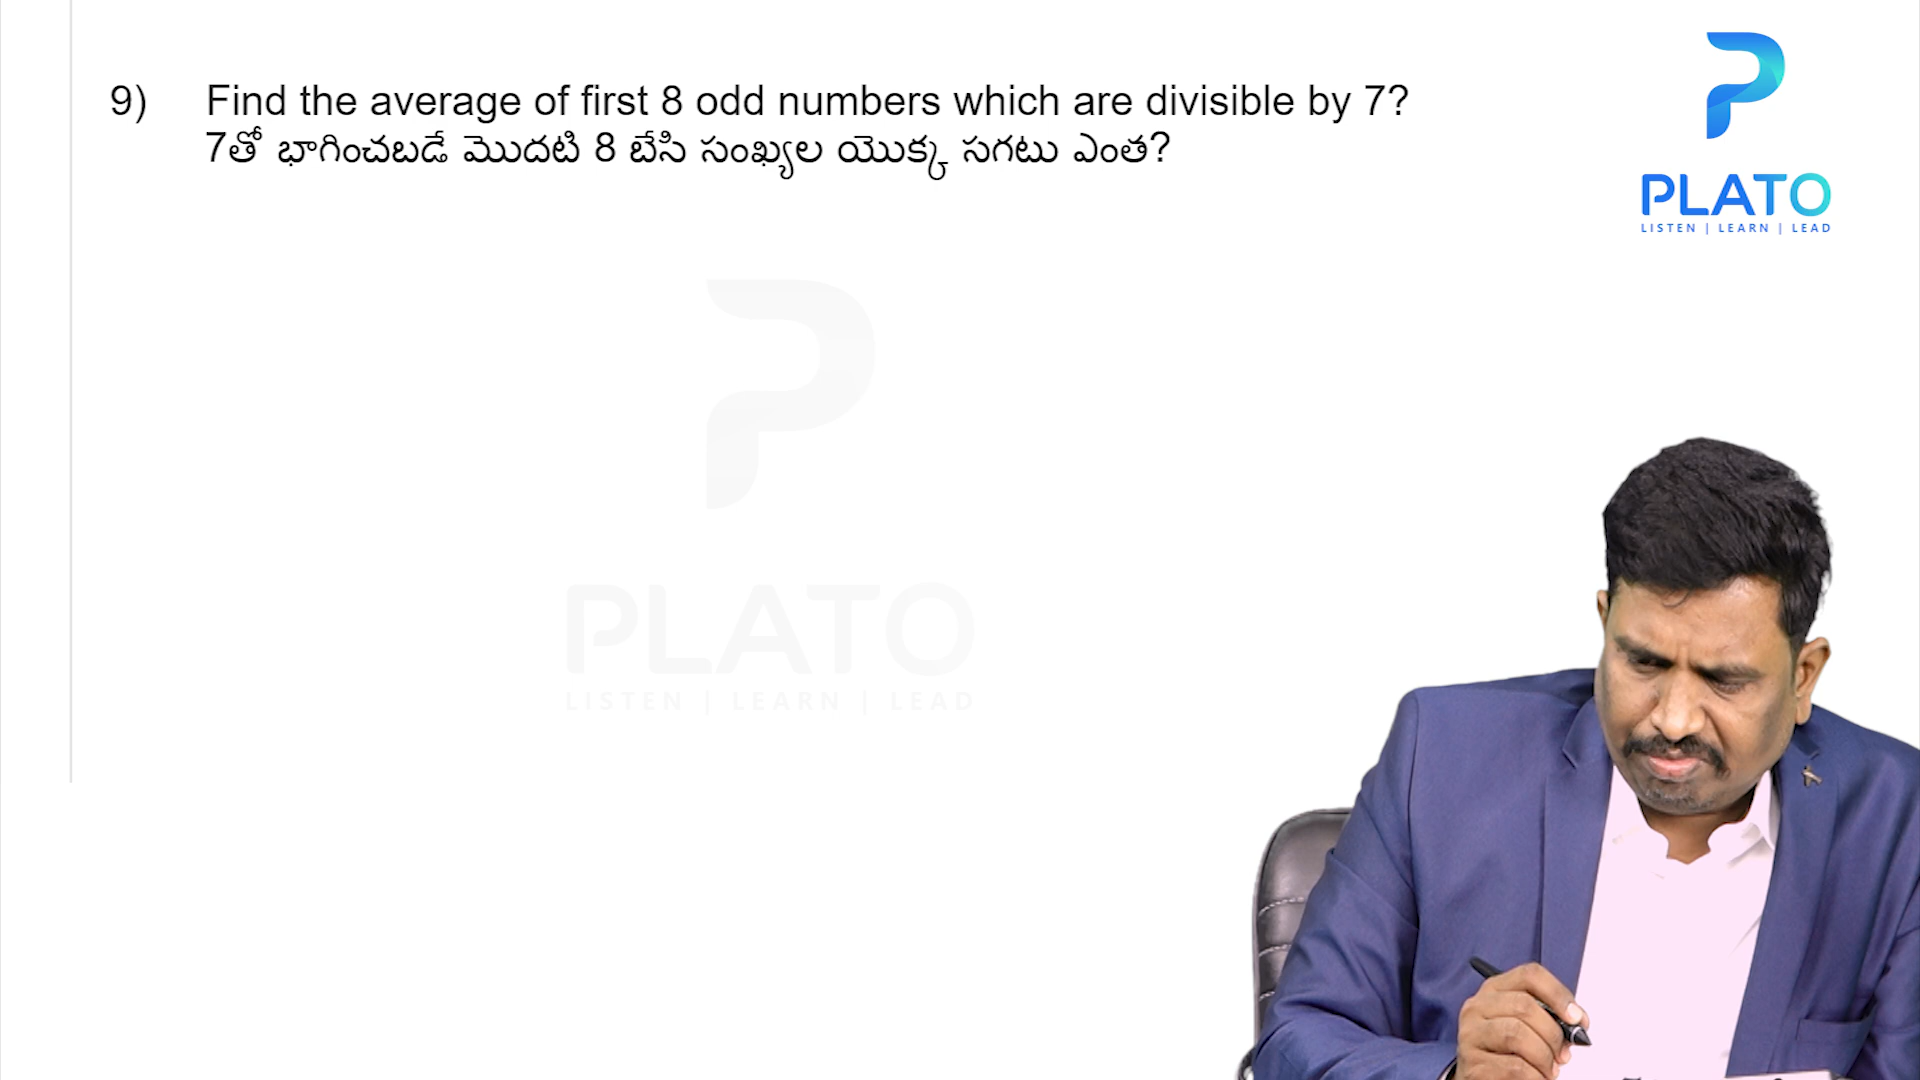 9) Find the average of first 8 odd numbers which are divisible by 7?
7తో భాగించబడే మొదటి 8 బేసి సంఖ్యల యొక్క సగటు ఎంత?
PLATO
LISTEN | LEARN | LEAD
PLATO
LISTEN | LEARN | LEAD